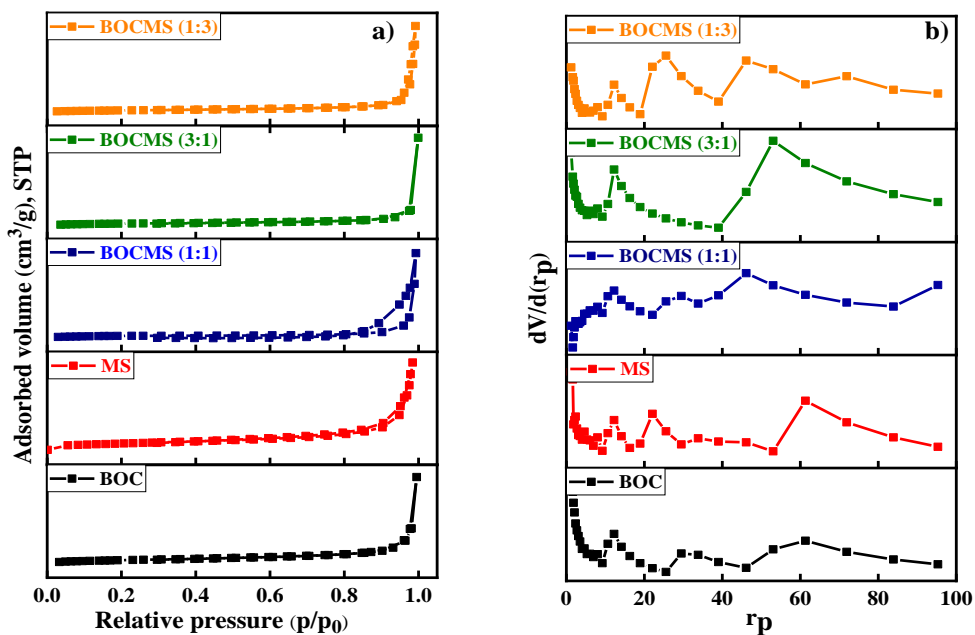 a)
BOCMS (1:3)
BOCMS (3:1)
BOCMS (1:1)
MS
BOC
Adsorbed volume (cm³/g), STP
0.0 0.2 0.4 0.6 0.8 1.0
Relative pressure (p/p₀)
b)
BOCMS (1:3)
BOCMS (3:1)
BOCMS (1:1)
MS
BOC
dV/d(rp)
0 20 40 60 80 100
rp